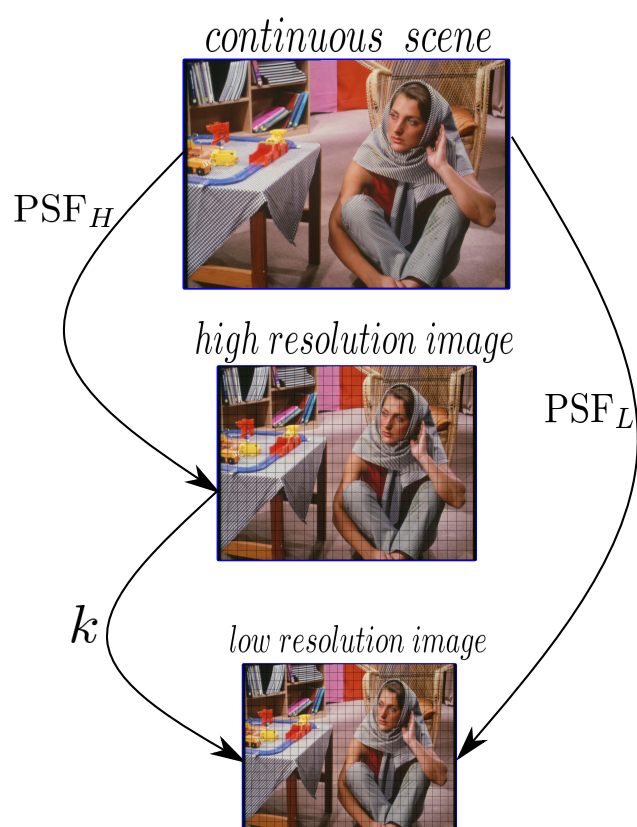 continuous scene
PSF_H
high resolution image
PSF_L
k
low resolution image